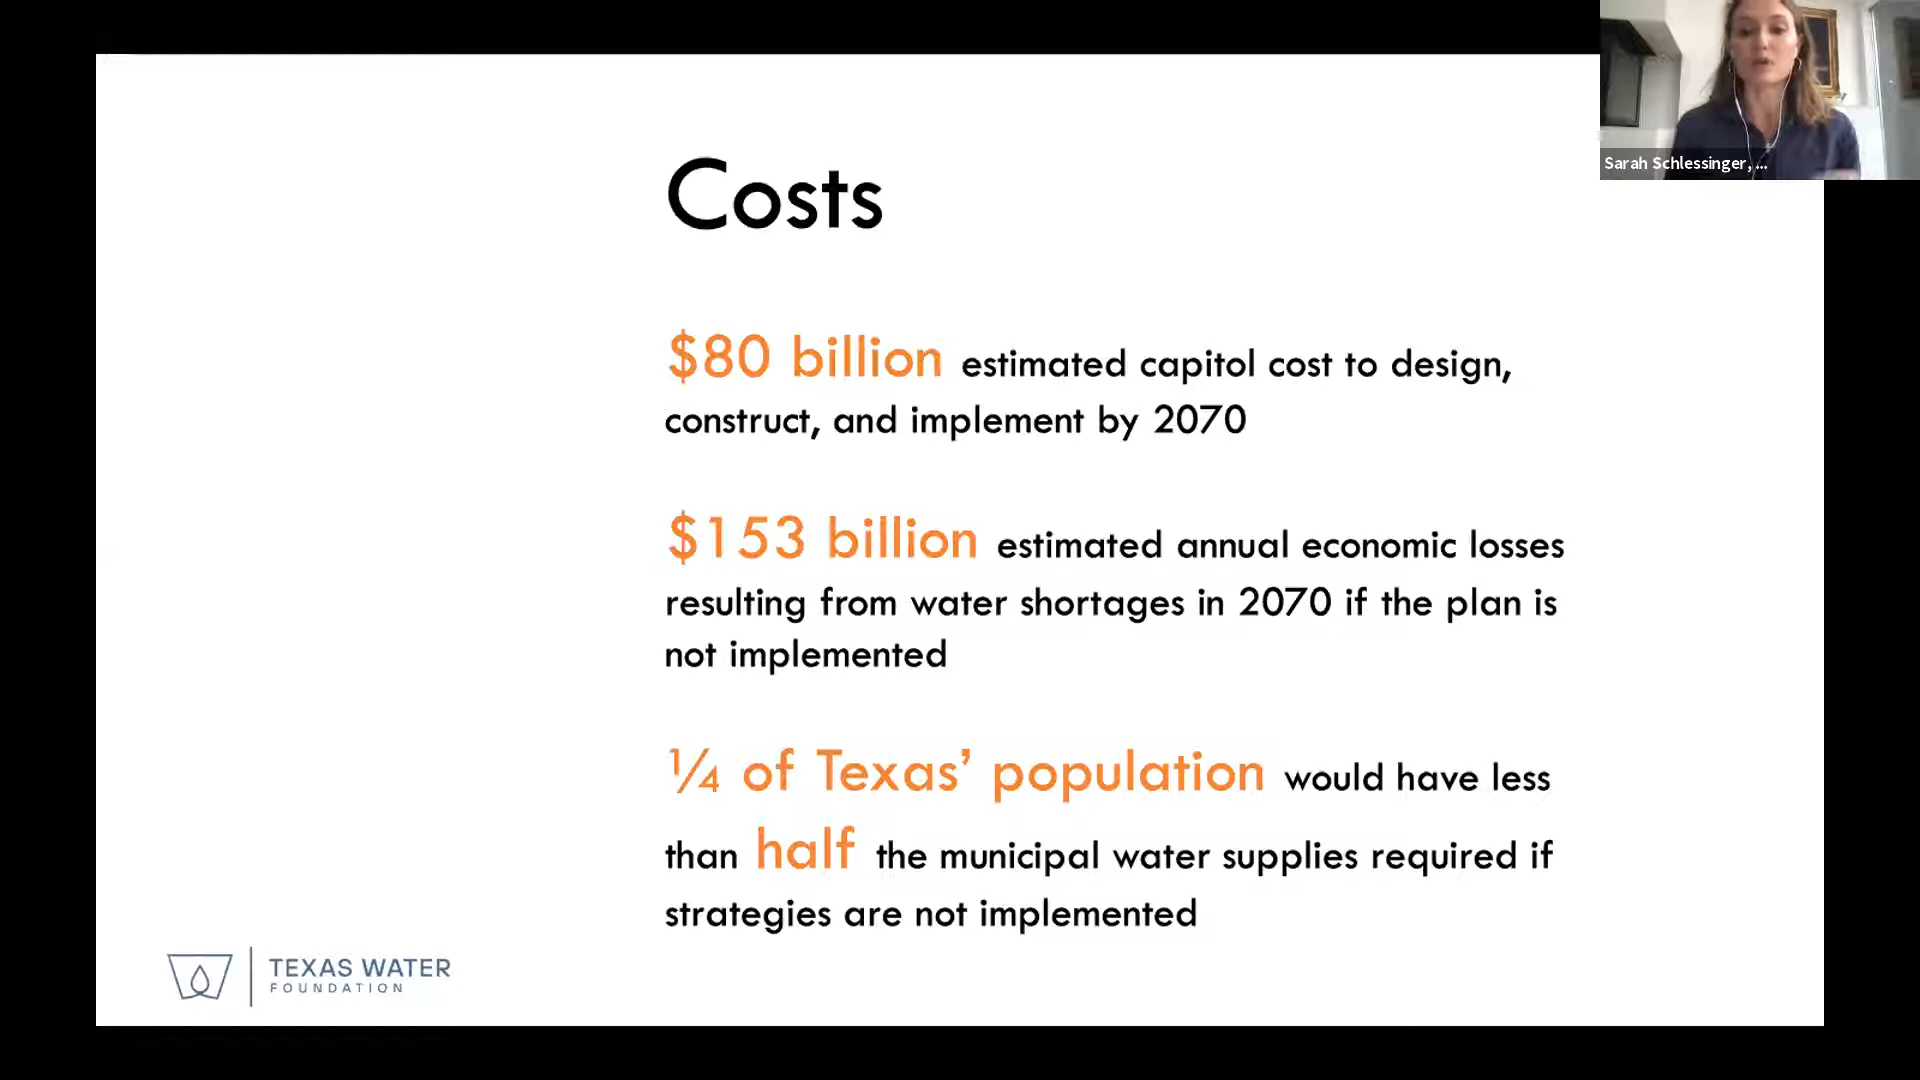 Sarah Schlessinger, ...
Costs
$80 billion estimated capitol cost to design,
construct, and implement by 2070
$153 billion estimated annual economic losses
resulting from water shortages in 2070 if the plan is
not implemented
¼ of Texas’ population would have less
than half the municipal water supplies required if
strategies are not implemented
TEXAS WATER
FOUNDATION